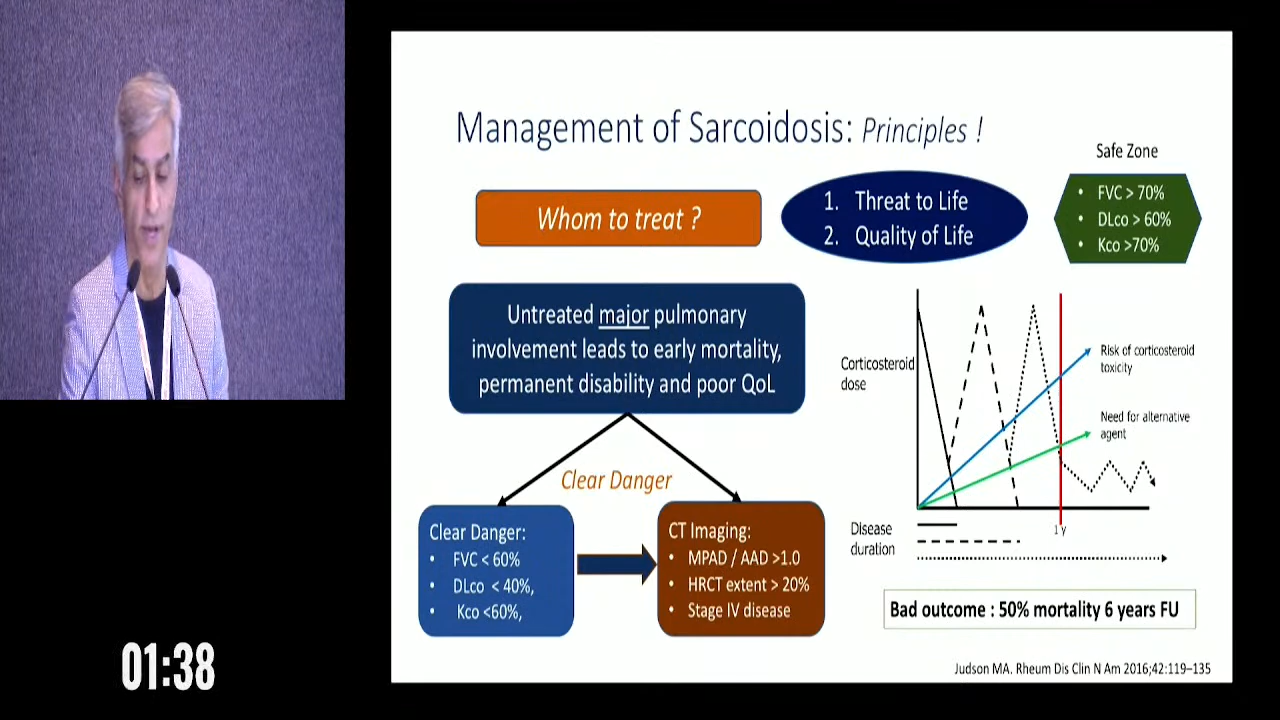 Management of Sarcoidosis: Principles !
Safe Zone
Whom to treat ?
1. Threat to Life
2. Quality of Life
• FVC > 70%
• DLco > 60%
• Kco >70%
Untreated major pulmonary
involvement leads to early mortality,
permanent disability and poor QoL
Clear Danger
Clear Danger:
• FVC < 60%
• DLco < 40%,
• Kco <60%,
CT Imaging:
• MPAD / AAD >1.0
• HRCT extent > 20%
• Stage IV disease
Corticosteroid
dose
Risk of corticosteroid
toxicity
Need for alternative
agent
1 y
Disease
duration
Bad outcome : 50% mortality 6 years FU
Judson MA. Rheum Dis Clin N Am 2016;42:119–135
01:38